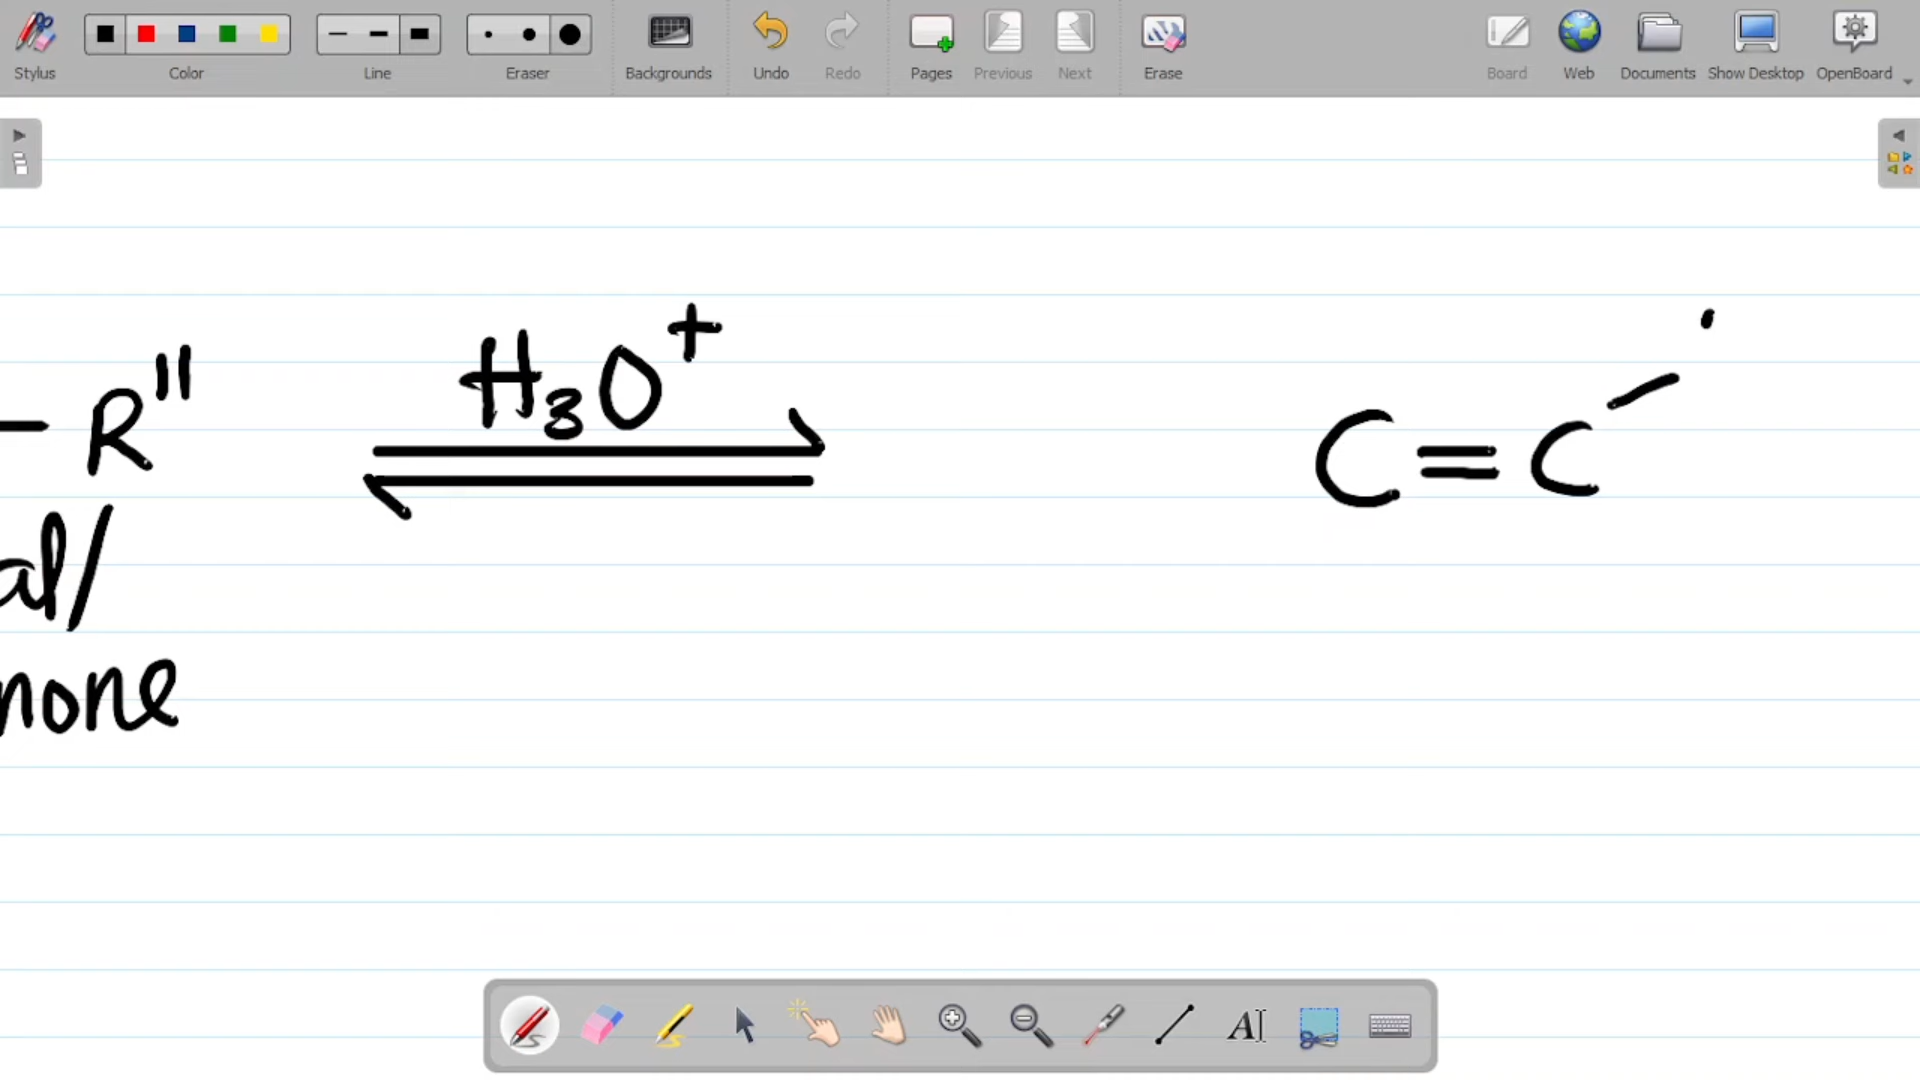 Stylus Color Line Eraser Backgrounds Undo Redo Pages Previous Next Erase Board Web Documents Show Desktop OpenBoard
H₃O⁺
— R"
C=C
al/
none
AI